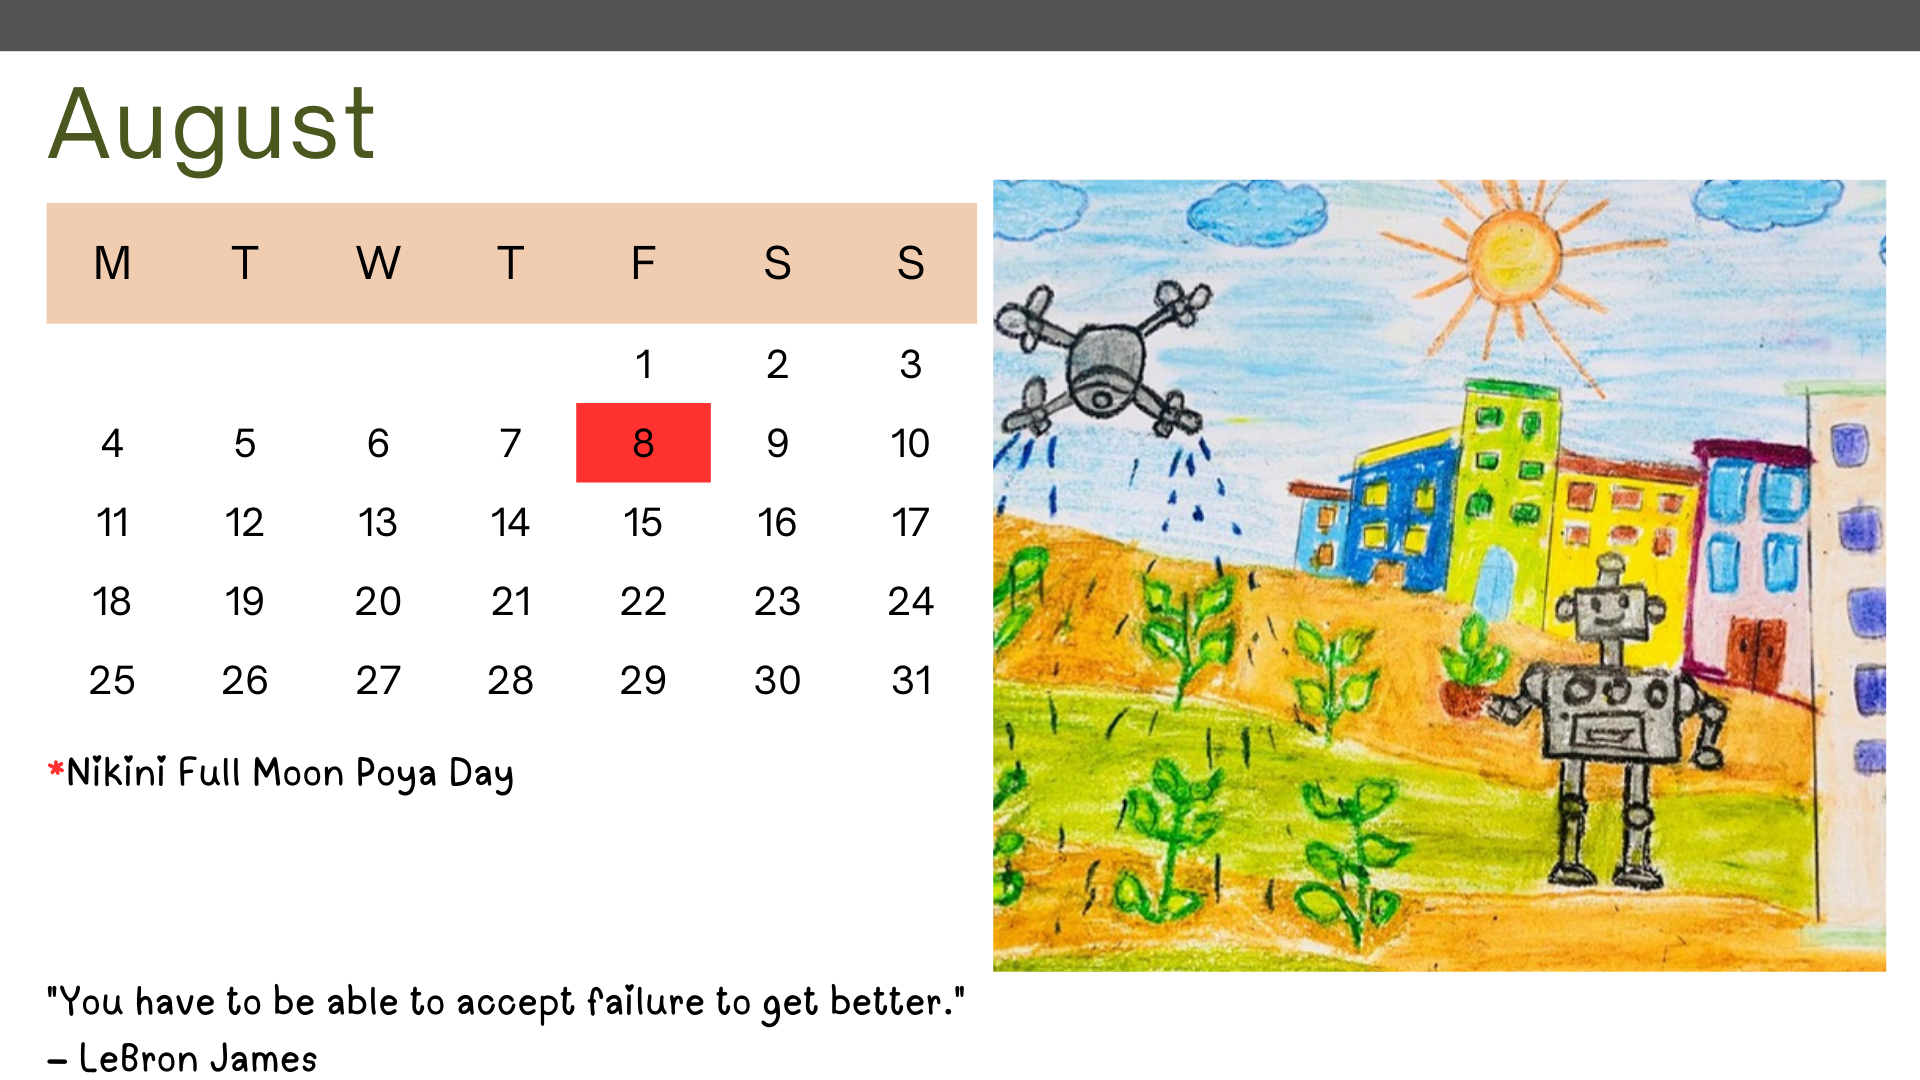 August
M T W T F S S
1 2 3
4 5 6 7 8 9 10
11 12 13 14 15 16 17
18 19 20 21 22 23 24
25 26 27 28 29 30 31
*Nikini Full Moon Poya Day
"You have to be able to accept failure to get better."
– LeBron James